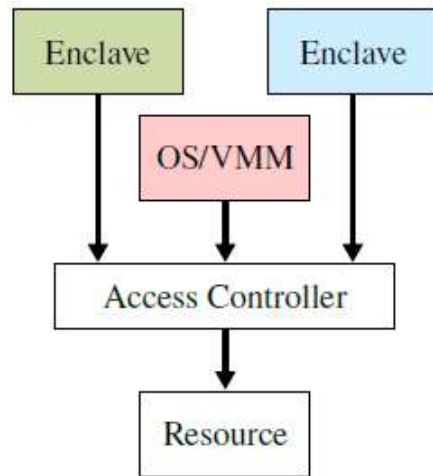 Enclave
Enclave
OS/VMM
Access Controller
Resource